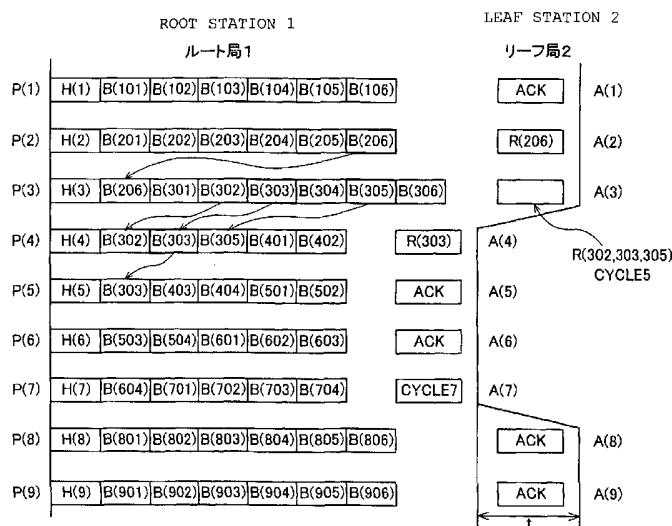 ROOT STATION 1
LEAF STATION 2
ルート局1
リーフ局2
P(1) H(1) B(101) B(102) B(103) B(104) B(105) B(106) ACK A(1)
P(2) H(2) B(201) B(202) B(203) B(204) B(205) B(206) R(206) A(2)
P(3) H(3) B(206) B(301) B(302) B(303) B(304) B(305) B(306) A(3)
P(4) H(4) B(302) B(303) B(305) B(401) B(402) R(303) A(4)
R(302,303,305)
CYCLE5
P(5) H(5) B(303) B(403) B(404) B(501) B(502) ACK A(5)
P(6) H(6) B(503) B(504) B(601) B(602) B(603) ACK A(6)
P(7) H(7) B(604) B(701) B(702) B(703) B(704) CYCLE7 A(7)
P(8) H(8) B(801) B(802) B(803) B(804) B(805) B(806) ACK A(8)
P(9) H(9) B(901) B(902) B(903) B(904) B(905) B(906) ACK A(9)
t